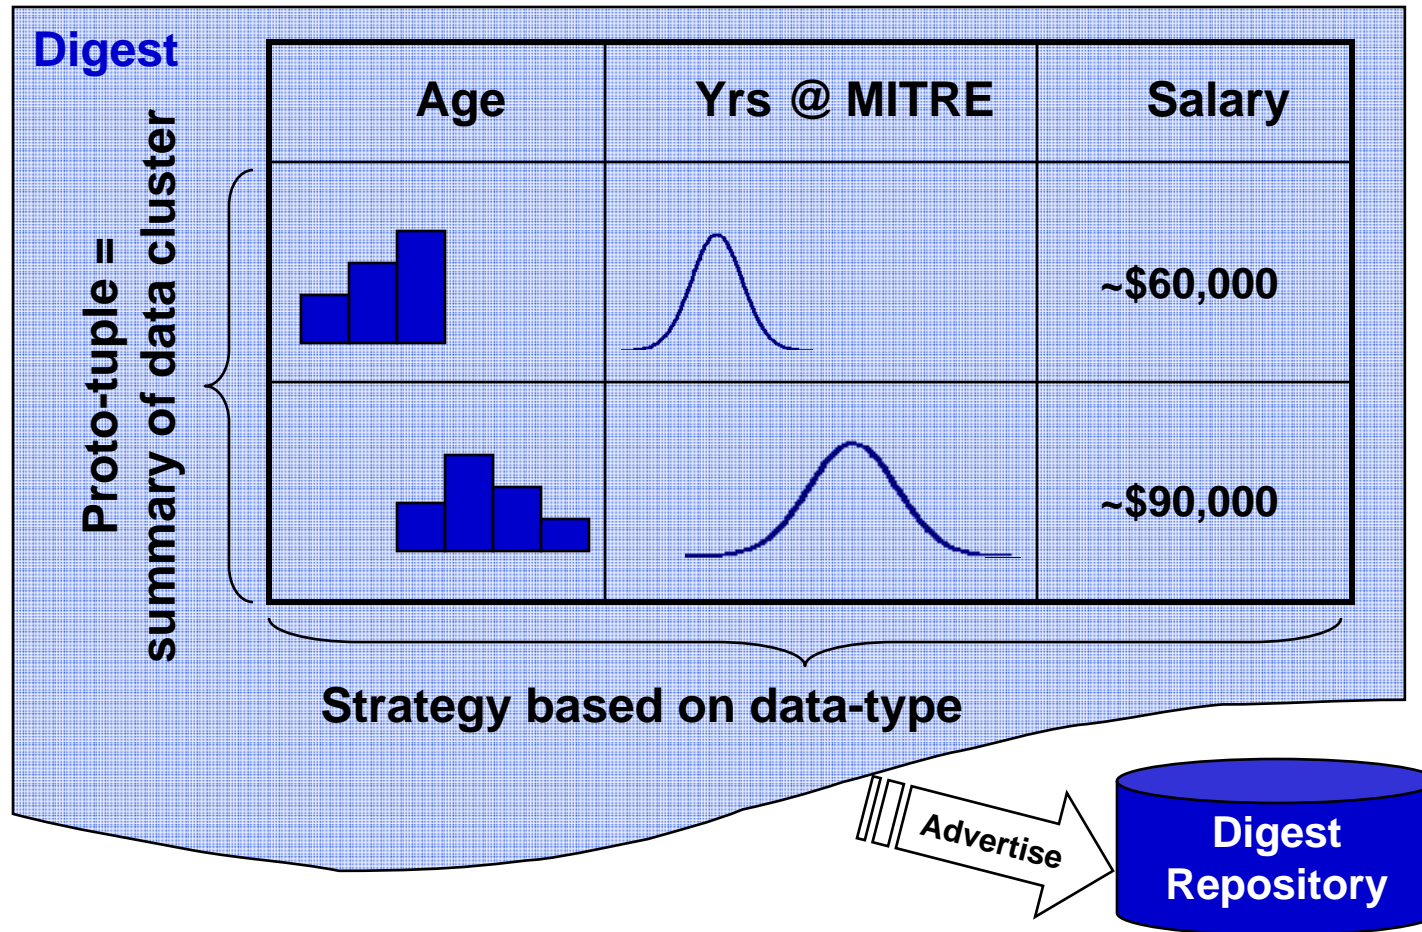 Digest
Age
Yrs @ MITRE
Salary
Proto-tuple =
summary of data cluster
~$60,000
~$90,000
Strategy based on data-type
Advertise
Digest
Repository